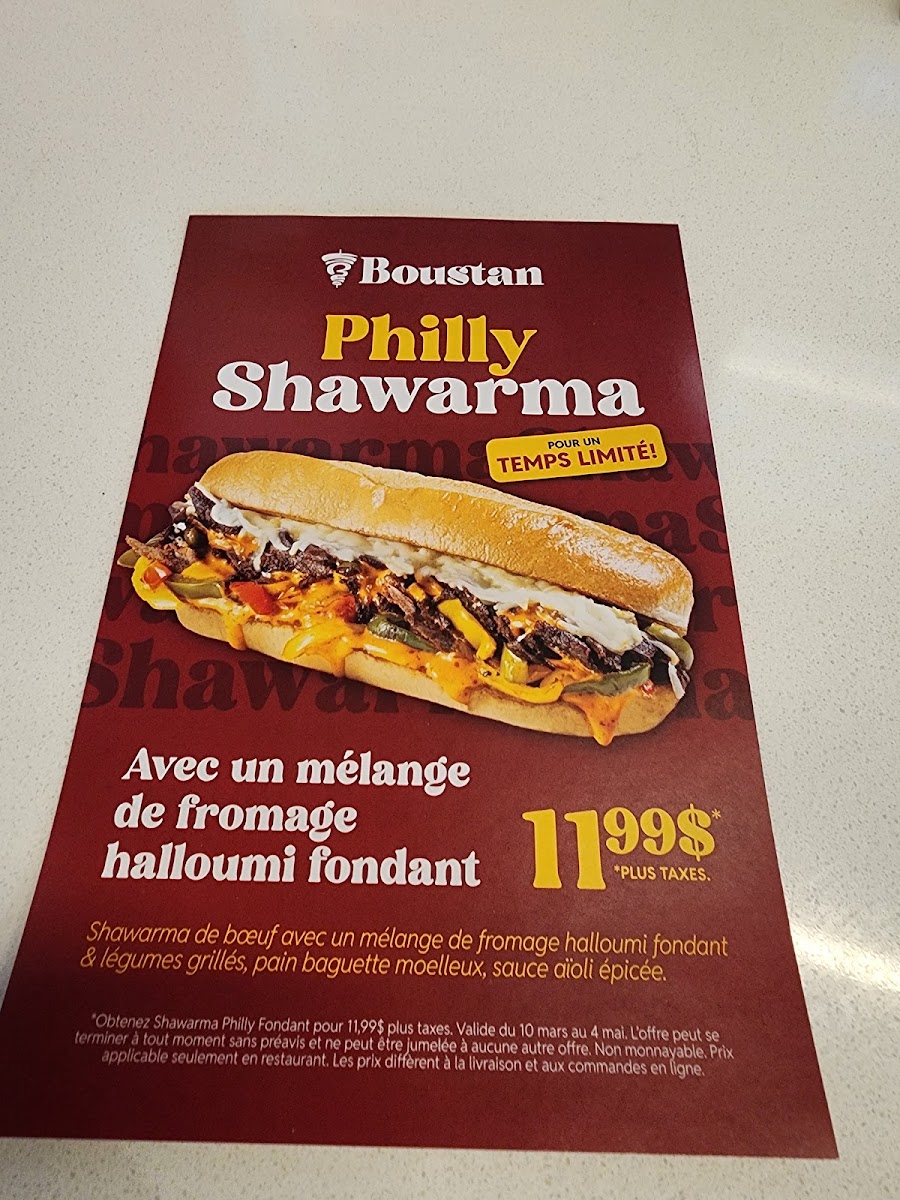 Boustan
Philly
Shawarma
POUR UN
TEMPS LIMITÉ!
Shawarma
Avec un mélange
de fromage
halloumi fondant
1199$*
*PLUS TAXES.
Shawarma de bœuf avec un mélange de fromage halloumi fondant
& légumes grillés, pain baguette moelleux, sauce aïoli épicée.
*Obtenez Shawarma Philly Fondant pour 11,99$ plus taxes. Valide du 10 mars au 4 mai. L'offre peut se
terminer à tout moment sans préavis et ne peut être jumelée à aucune autre offre. Non monnayable. Prix
applicable seulement en restaurant. Les prix diffèrent à la livraison et aux commandes en ligne.